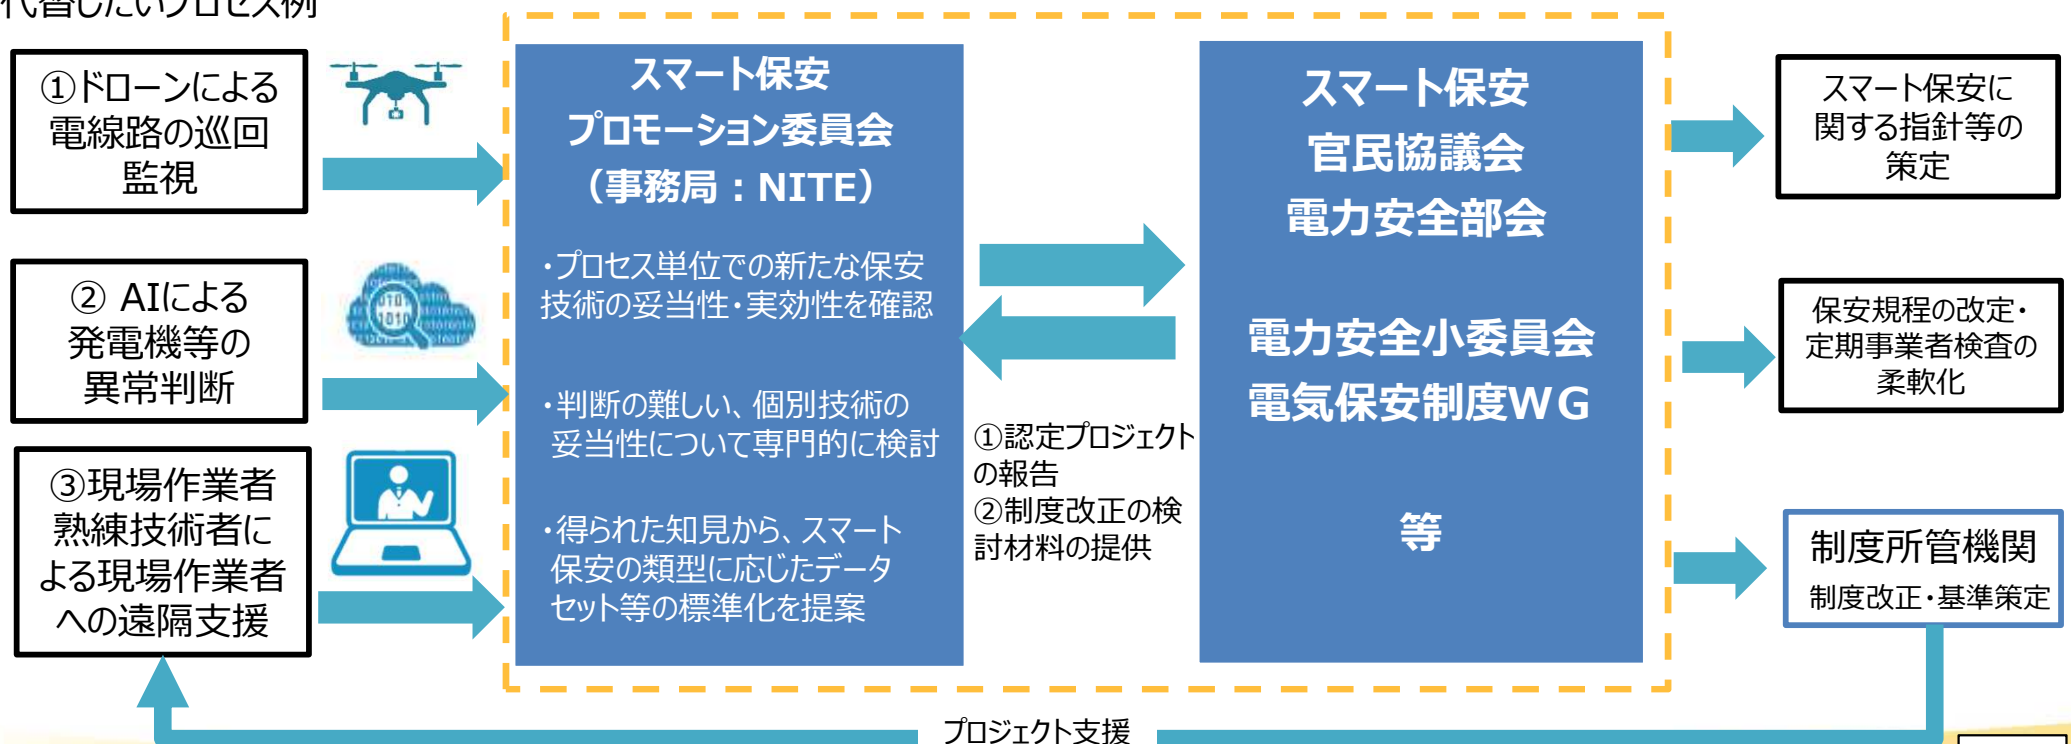 代替したいプロセス例
①ドローンによる
電線路の巡回
監視
② AIによる
発電機等の
異常判断
③現場作業者
熟練技術者に
よる現場作業者
への遠隔支援
スマート保安
プロモーション委員会
（事務局：NITE）
・プロセス単位での新たな保安
技術の妥当性・実効性を確認
・判断の難しい、個別技術の
妥当性について専門的に検討
・得られた知見から、スマート
保安の類型に応じたデータ
セット等の標準化を提案
①認定プロジェクト
の報告
②制度改正の検
討材料の提供
スマート保安
官民協議会
電力安全部会
電力安全小委員会
電気保安制度WG
等
スマート保安に
関する指針等の
策定
保安規程の改定・
定期事業者検査の
柔軟化
制度所管機関
制度改正・基準策定
プロジェクト支援